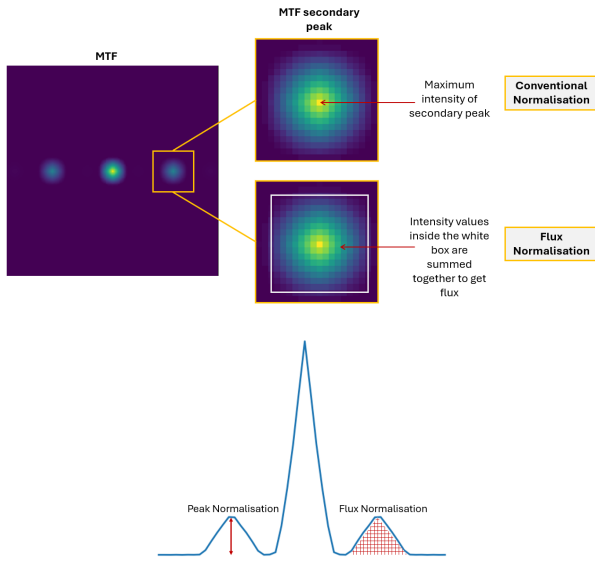 MTF secondary
peak
MTF
Maximum
intensity of
secondary peak
Conventional
Normalisation
Intensity values
inside the white
box are
summed
together to get
flux
Flux
Normalisation
Peak Normalisation
Flux Normalisation